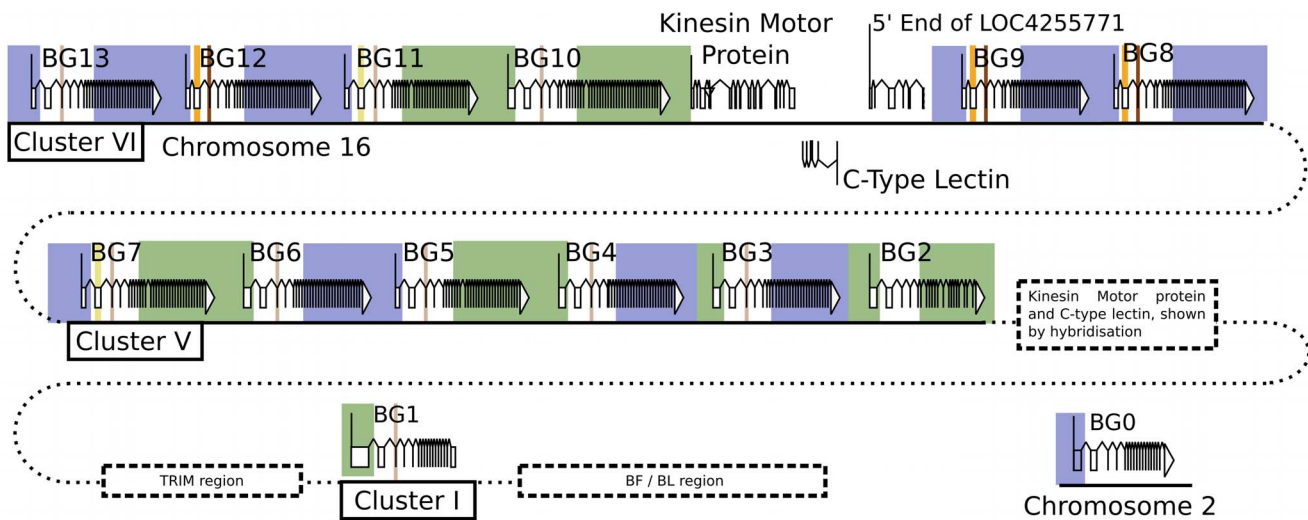 Kinesin Motor
Protein
5' End of LOC4255771
BG13
BG12
BG11
BG10
BG9
BG8
Cluster VI
Chromosome 16
C-Type Lectin
BG7
BG6
BG5
BG4
BG3
BG2
Kinesin Motor protein
and C-type lectin, shown
by hybridisation
Cluster V
BG1
BG0
TRIM region
Cluster I
BF / BL region
Chromosome 2